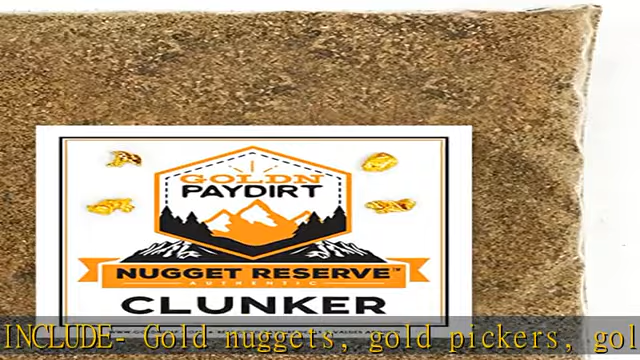 GOLDN
PAYDIRT
NUGGET RESERVE™
AUTHENTIC
CLUNKER
INCLUDE- Gold nuggets, gold pickers, gol